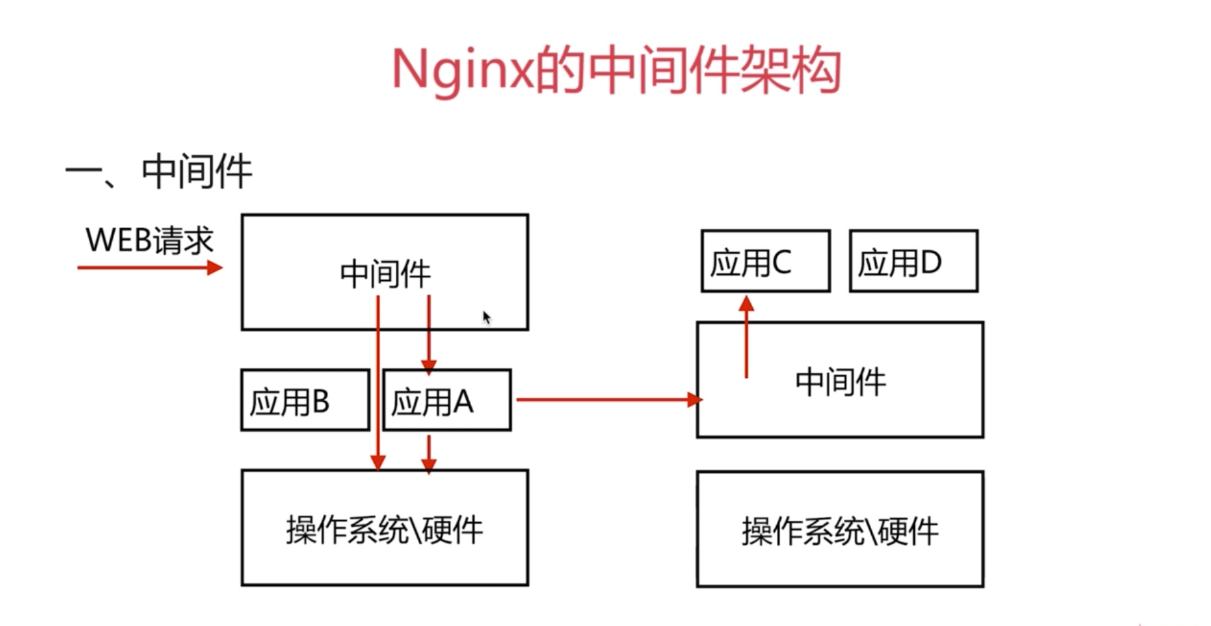 Nginx的中间件架构
一、中间件
WEB请求
中间件
应用B
应用A
操作系统\硬件
应用C
应用D
中间件
操作系统\硬件